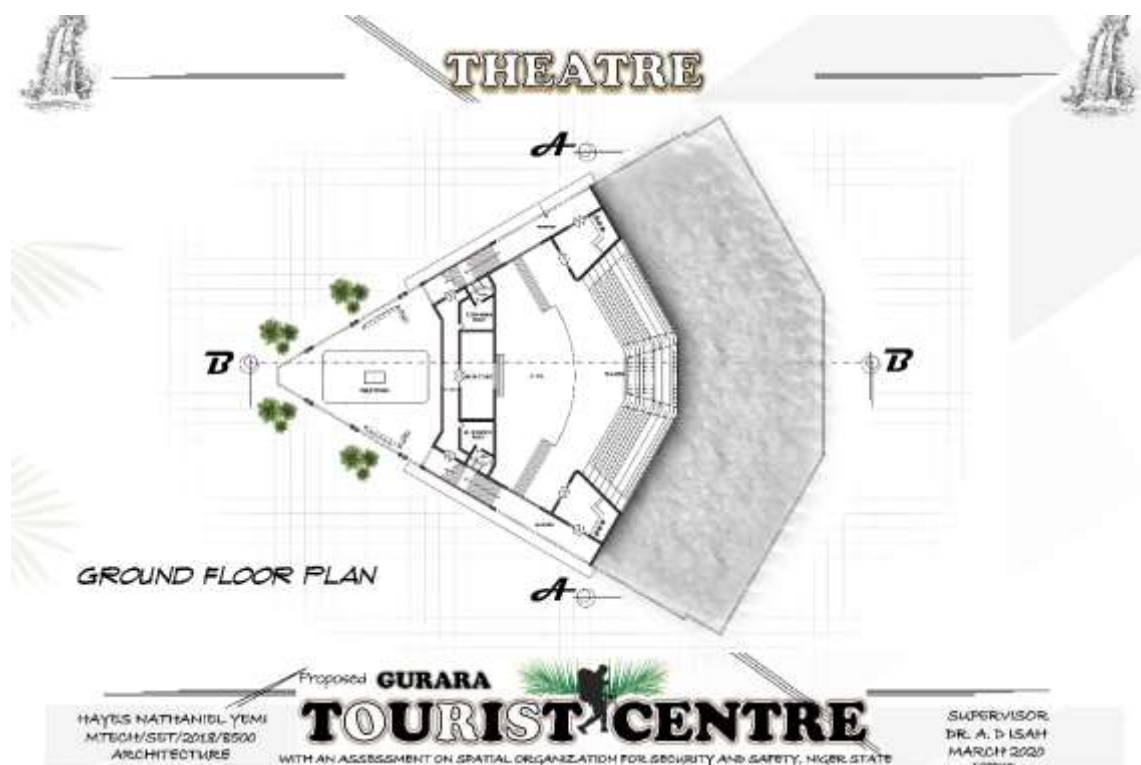 THEATRE
A
B
B
GROUND FLOOR PLAN
A
Proposed GURARA
TOURIST CENTRE
WITH AN ASSESSMENT ON SPATIAL ORGANIZATION FOR SECURITY AND SAFETY, NIGER STATE
HAYES NATHANIEL YEMI
MTECH/SET/2018/8500
ARCHITECTURE
SUPERVISOR
DR. A. D ISAH
MARCH 2020